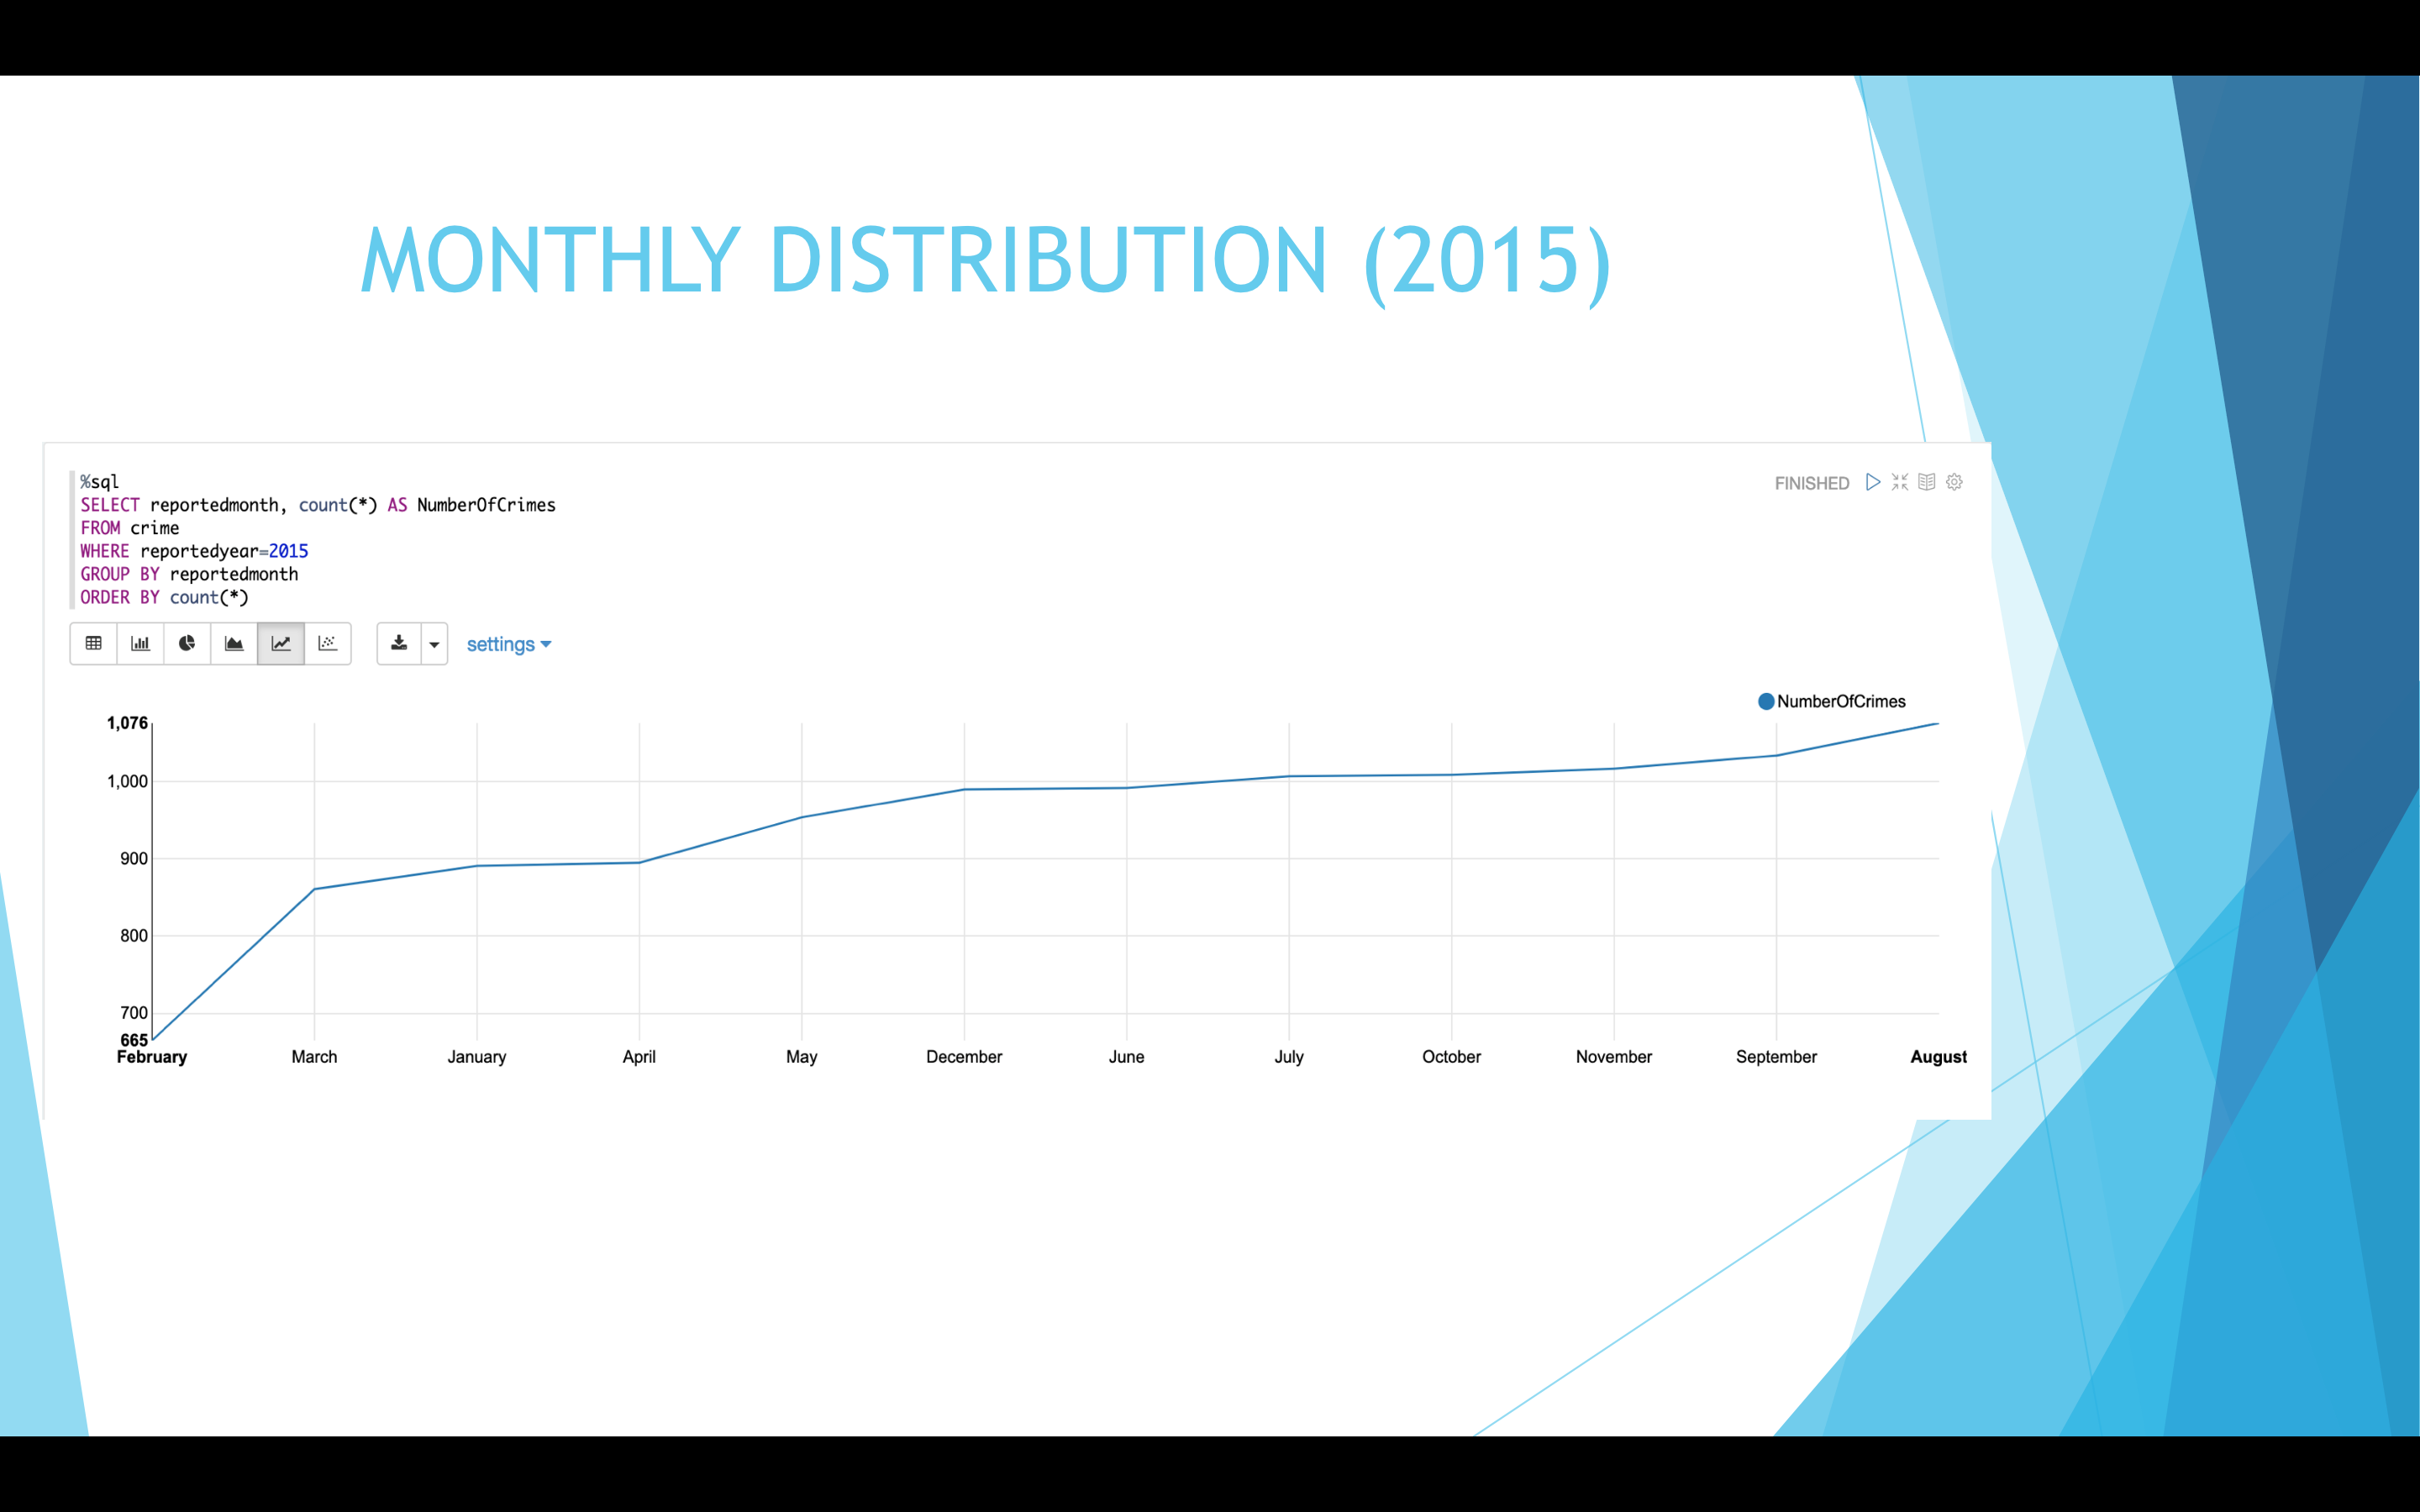 MONTHLY DISTRIBUTION (2015)
%sql
SELECT reportedmonth, count(*) AS NumberOfCrimes
FROM crime
WHERE reportedyear=2015
GROUP BY reportedmonth
ORDER BY count(*)
FINISHED
settings
NumberOfCrimes
1,076
1,000
900
800
700
665
February March January April May December June July October November September August